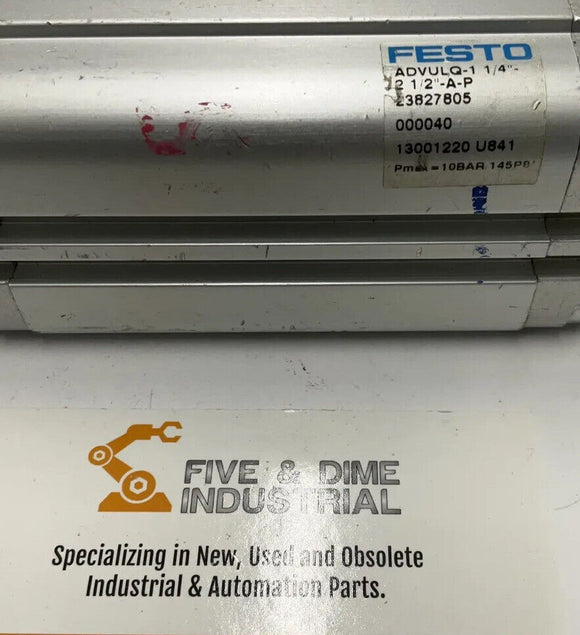 FESTO
ADVULQ-1 1/4"-
2 1/2"-A-P
23827805
000040
13001220 U841
Pmax=10BAR/145PS
FIVE & DIME
INDUSTRIAL
Specializing in New, Used and Obsolete
Industrial & Automation Parts.